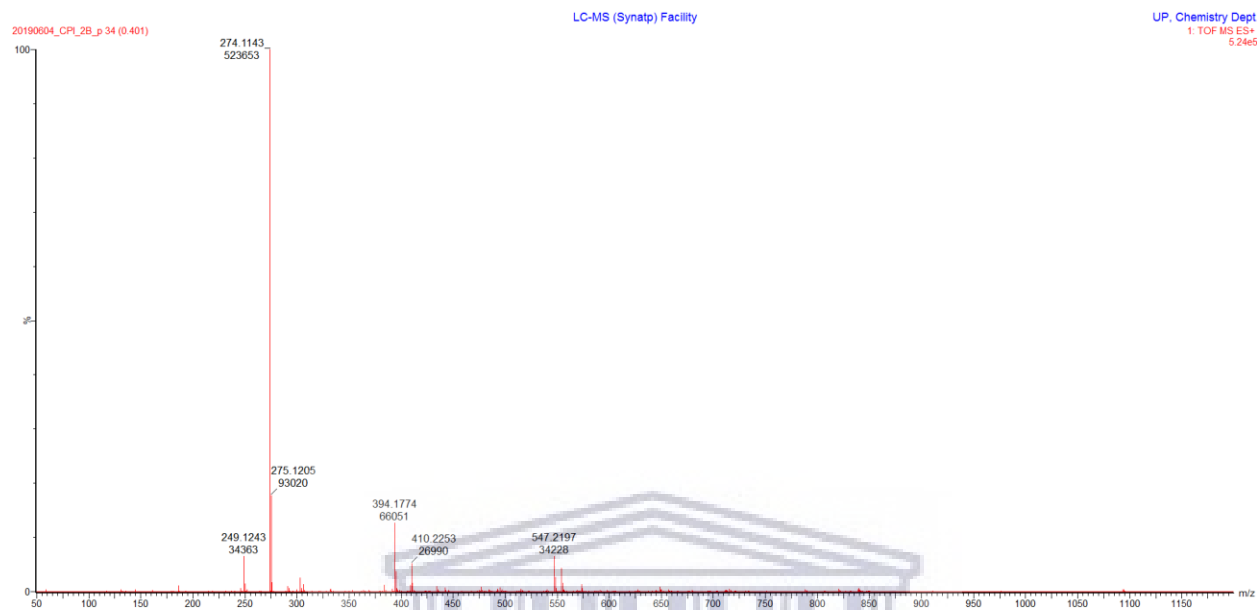 LC-MS (Synatp) Facility
UP, Chemistry Dept
20190604_CPI_2B_p 34 (0.401)
1: TOF MS ES+
5.24e5
274.1143
523653
100
%
275.1205
93020
394.1774
66051
410.2253
26990
249.1243
34363
547.2197
34228
0
m/z
50 100 150 200 250 300 350 400 450 500 550 600 650 700 750 800 850 900 950 1000 1050 1100 1150